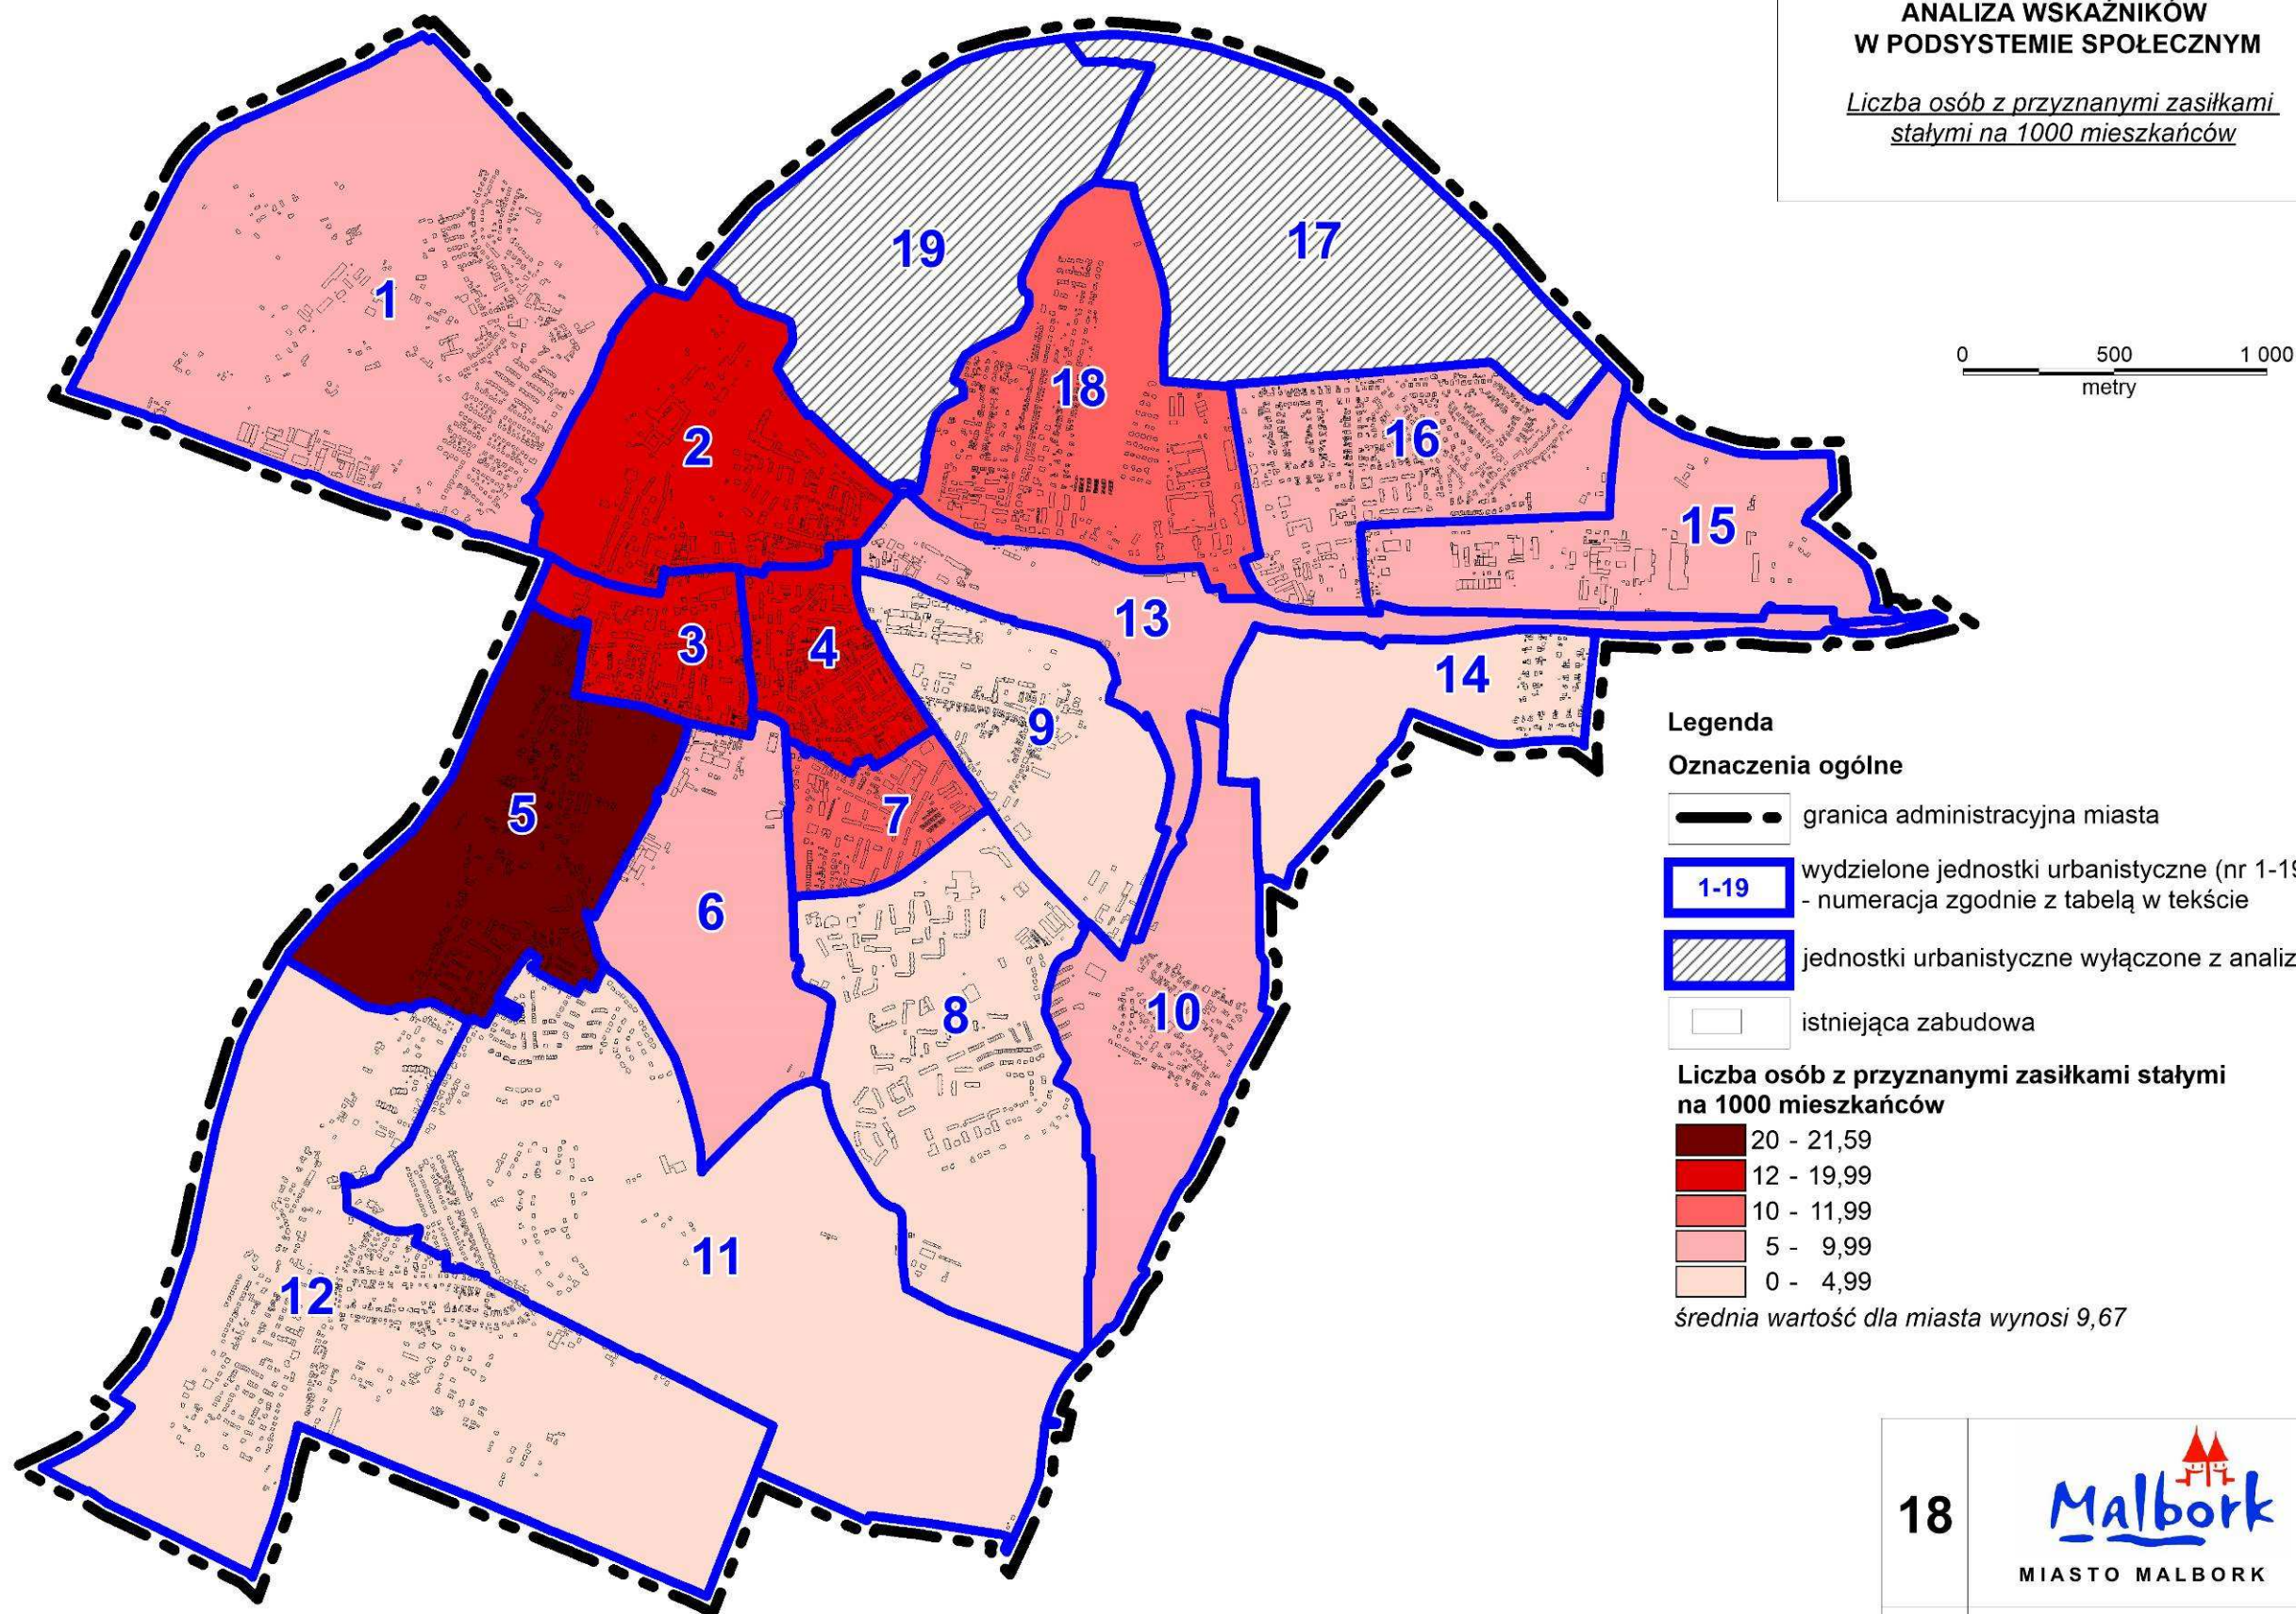 ANALIZA WSKAŹNIKÓW
W PODSYSTEMIE SPOŁECZNYM
Liczba osób z przyznanymi zasiłkami
stałymi na 1000 mieszkańców
19
17
1
0 500 1 000
metry
18
2
16
15
13
3
4
14
9
5
7
6
8
10
11
12
Legenda
Oznaczenia ogólne
granica administracyjna miasta
1-19
wydzielone jednostki urbanistyczne (nr 1-19
- numeracja zgodnie z tabelą w tekście
jednostki urbanistyczne wyłączone z analiz
istniejąca zabudowa
Liczba osób z przyznanymi zasiłkami stałymi
na 1000 mieszkańców
20 - 21,59
12 - 19,99
10 - 11,99
5 - 9,99
0 - 4,99
średnia wartość dla miasta wynosi 9,67
18
Malbork
MIASTO MALBORK